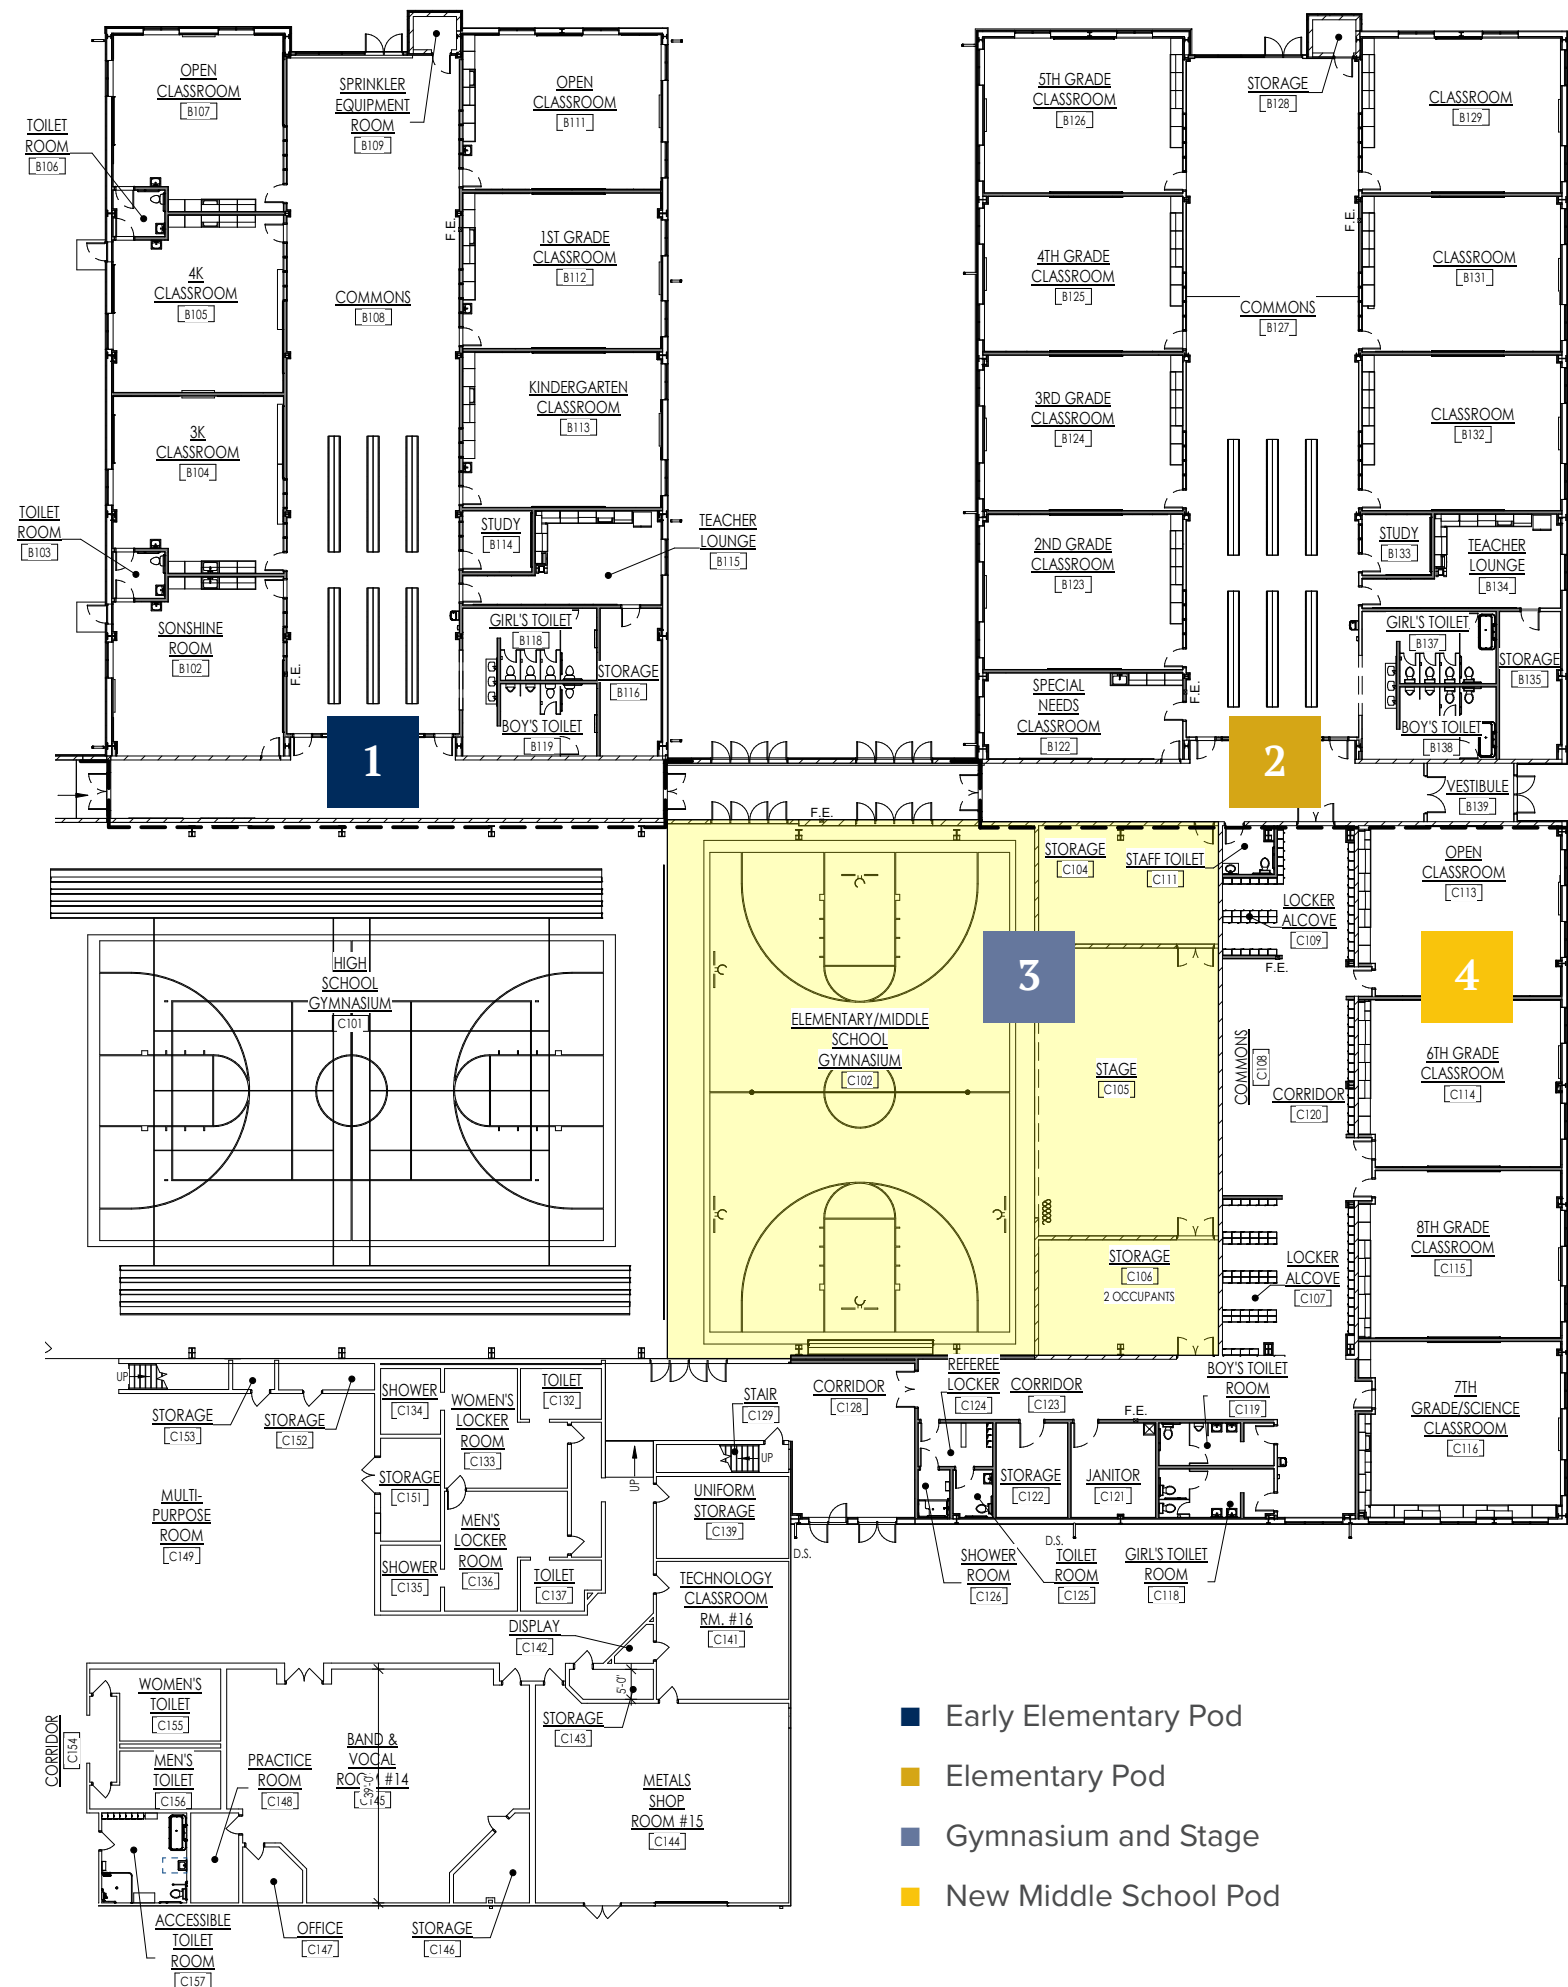 OPEN
CLASSROOM
B107
TOILET
ROOM
B106
4K
CLASSROOM
B105
3K
CLASSROOM
B104
TOILET
ROOM
B103
SONSHINE
ROOM
B102
SPRINKLER
EQUIPMENT
ROOM
B109
COMMONS
B108
F.E.
F.E.
OPEN
CLASSROOM
B111
1ST GRADE
CLASSROOM
B112
KINDERGARTEN
CLASSROOM
B113
STUDY
B114
TEACHER
LOUNGE
B115
GIRL'S TOILET
B118
STORAGE
B116
BOY'S TOILET
B119
1
5TH GRADE
CLASSROOM
B126
4TH GRADE
CLASSROOM
B125
3RD GRADE
CLASSROOM
B124
2ND GRADE
CLASSROOM
B123
SPECIAL
NEEDS
CLASSROOM
B122
STORAGE
B128
COMMONS
B127
F.E.
F.E.
CLASSROOM
B129
CLASSROOM
B131
CLASSROOM
B132
STUDY
B133
TEACHER
LOUNGE
B134
GIRL'S TOILET
B137
STORAGE
B135
BOY'S TOILET
B138
2
VESTIBULE
B139
F.E.
HIGH
SCHOOL
GYMNASIUM
C101
ELEMENTARY/MIDDLE
SCHOOL
GYMNASIUM
C102
STORAGE
C104
STAFF TOILET
C111
3
STAGE
C105
STORAGE
C106
2 OCCUPANTS
LOCKER
ALCOVE
C109
F.E.
COMMONS
C108
CORRIDOR
C120
LOCKER
ALCOVE
C107
OPEN
CLASSROOM
C113
4
6TH GRADE
CLASSROOM
C114
8TH GRADE
CLASSROOM
C115
7TH
GRADE/SCIENCE
CLASSROOM
C116
UP
STORAGE
C153
STORAGE
C152
SHOWER
C134
WOMEN'S
LOCKER
ROOM
C133
TOILET
C132
STAIR
C129
UP
UP
CORRIDOR
C128
REFEREE
LOCKER
C124
CORRIDOR
C123
F.E.
BOY'S TOILET
ROOM
C119
STORAGE
C151
MULTI-
PURPOSE
ROOM
C149
MEN'S
LOCKER
ROOM
C136
SHOWER
C135
TOILET
C137
UNIFORM
STORAGE
C139
STORAGE
C122
JANITOR
C121
D.S.
D.S.
SHOWER
ROOM
C126
TOILET
ROOM
C125
GIRL'S TOILET
ROOM
C118
TECHNOLOGY
CLASSROOM
RM. #16
C141
DISPLAY
C142
5'-0"
STORAGE
C143
WOMEN'S
TOILET
C155
CORRIDOR
C154
MEN'S
TOILET
C156
PRACTICE
ROOM
C148
BAND &
VOCAL
ROOM #14
C145
39'-0"
METALS
SHOP
ROOM #15
C144
ACCESSIBLE
TOILET
ROOM
C157
OFFICE
C147
STORAGE
C146
Early Elementary Pod
Elementary Pod
Gymnasium and Stage
New Middle School Pod